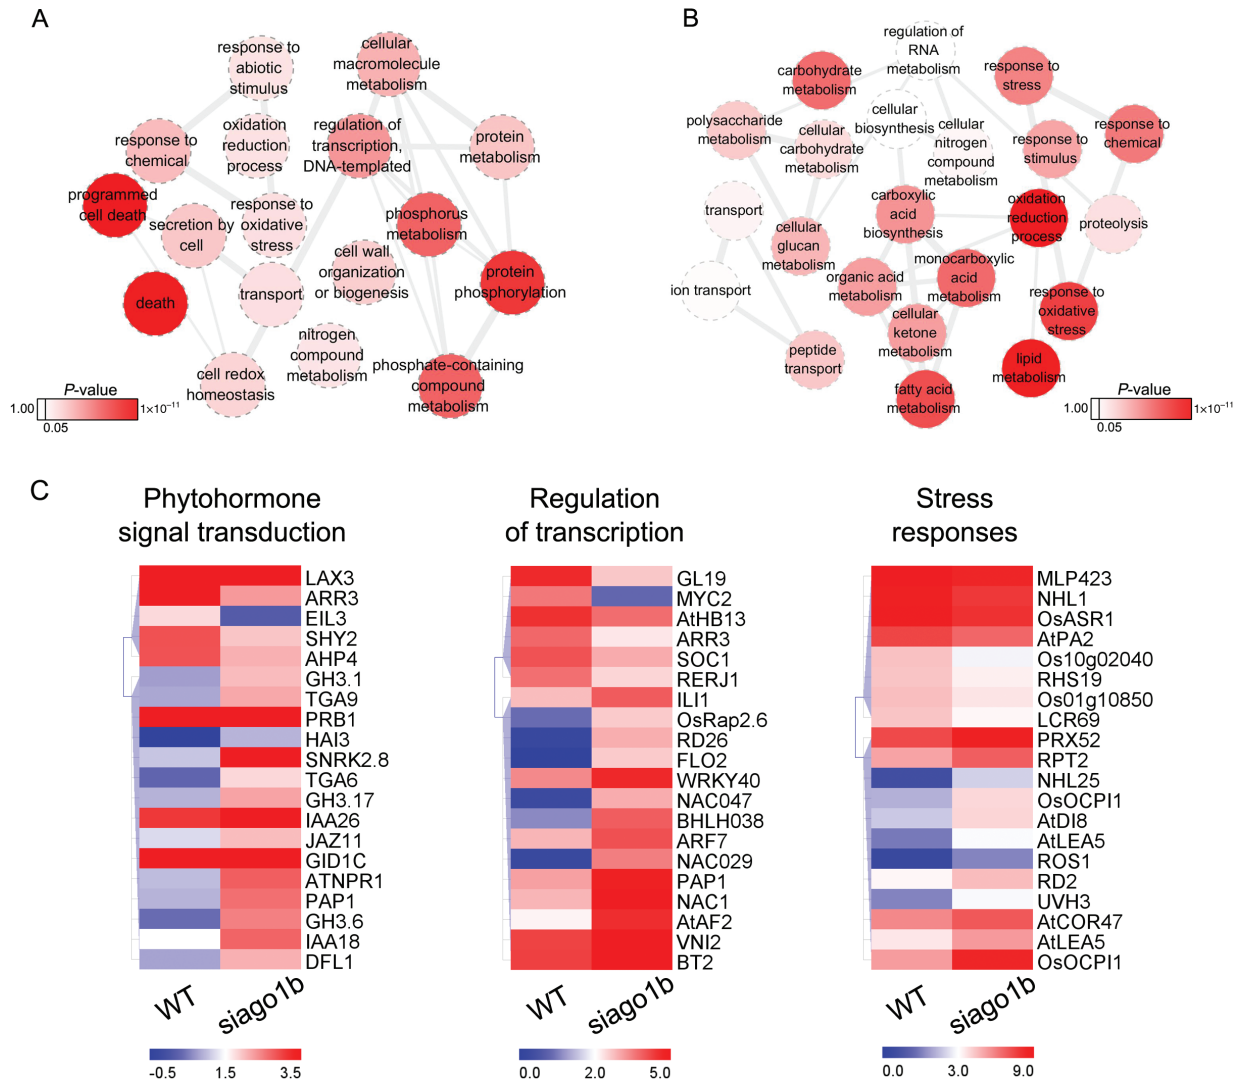 A
response to
abiotic
stimulus
cellular
macromolecule
metabolism
response to
chemical
oxidation
reduction
process
regulation of
transcription,
DNA-templated
protein
metabolism
programmed
cell death
secretion by
cell
response to
oxidative
stress
phosphorus
metabolism
cell wall
organization
or biogenesis
protein
phosphorylation
death
transport
nitrogen
compound
metabolism
cell redox
homeostasis
phosphate-containing
compound
metabolism
P-value
1.00
1×10⁻¹¹
0.05
B
regulation of
RNA
metabolism
carbohydrate
metabolism
response to
stress
polysaccharide
metabolism
cellular
biosynthesis
cellular
carbohydrate
metabolism
cellular
nitrogen
compound
metabolism
response to
stimulus
response to
chemical
transport
carboxylic
acid
biosynthesis
oxidation
reduction
process
proteolysis
cellular
glucan
metabolism
organic acid
metabolism
monocarboxylic
acid
metabolism
ion transport
response to
oxidative
stress
cellular
ketone
metabolism
peptide
transport
lipid
metabolism
fatty acid
metabolism
P-value
1.00
1×10⁻¹¹
0.05
C
Phytohormone
signal transduction
LAX3
ARR3
EIL3
SHY2
AHP4
GH3.1
TGA9
PRB1
HAI3
SNRK2.8
TGA6
GH3.17
IAA26
JAZ11
GID1C
ATNPR1
PAP1
GH3.6
IAA18
DFL1
WT
siago1b
-0.5 1.5 3.5
Regulation
of transcription
GL19
MYC2
AtHB13
ARR3
SOC1
RERJ1
ILI1
OsRap2.6
RD26
FLO2
WRKY40
NAC047
BHLH038
ARF7
NAC029
PAP1
NAC1
AtAF2
VNI2
BT2
WT
siago1b
0.0 2.0 5.0
Stress
responses
MLP423
NHL1
OsASR1
AtPA2
Os10g02040
RHS19
Os01g10850
LCR69
PRX52
RPT2
NHL25
OsOCPI1
AtDI8
AtLEA5
ROS1
RD2
UVH3
AtCOR47
AtLEA5
OsOCPI1
WT
siago1b
0.0 3.0 9.0